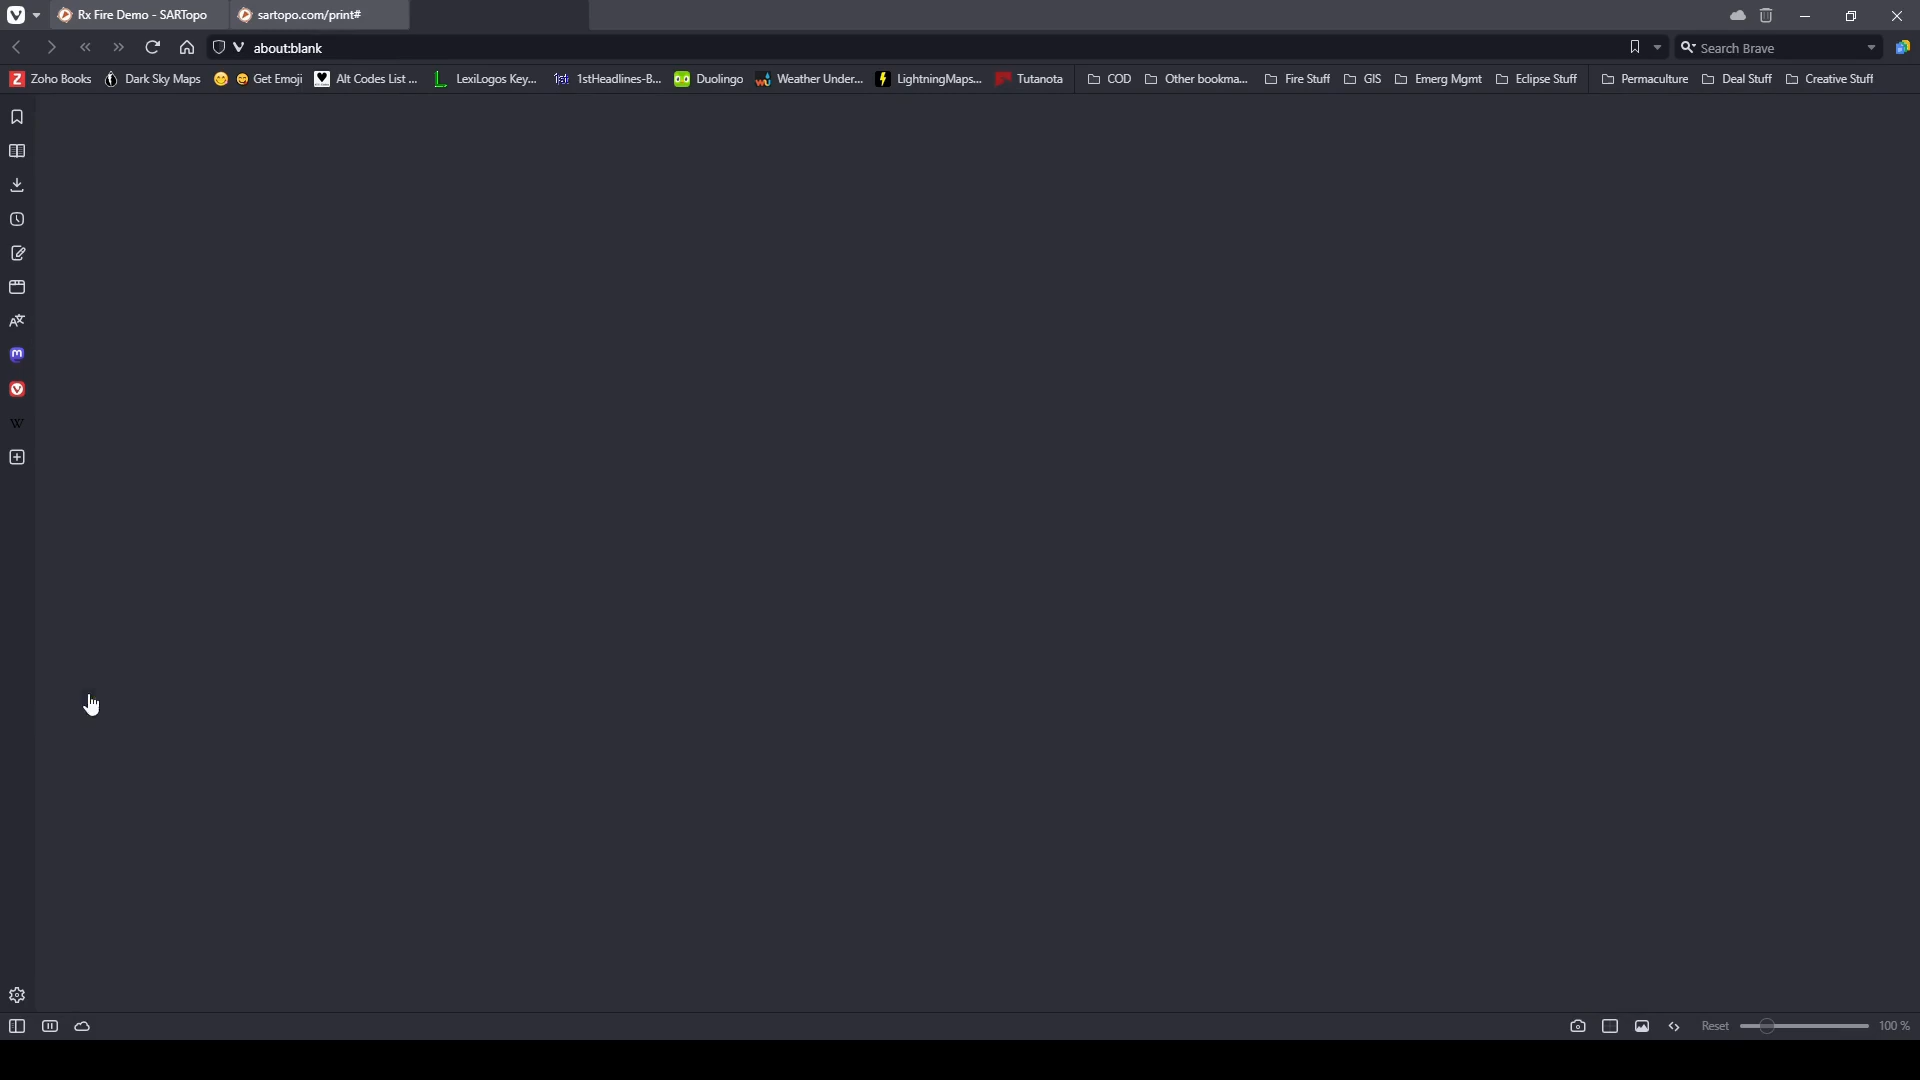 Rx Fire Demo - SARTopo
sartopo.com/print#
about:blank
Search Brave
Zoho Books
Dark Sky Maps
Get Emoji
Alt Codes List ...
LexiLogos Key...
1stHeadlines-B...
Duolingo
Weather Under...
LightningMaps...
Tutanota
COD
Other bookma...
Fire Stuff
GIS
Emerg Mgmt
Eclipse Stuff
Permaculture
Deal Stuff
Creative Stuff
W
Reset
100 %